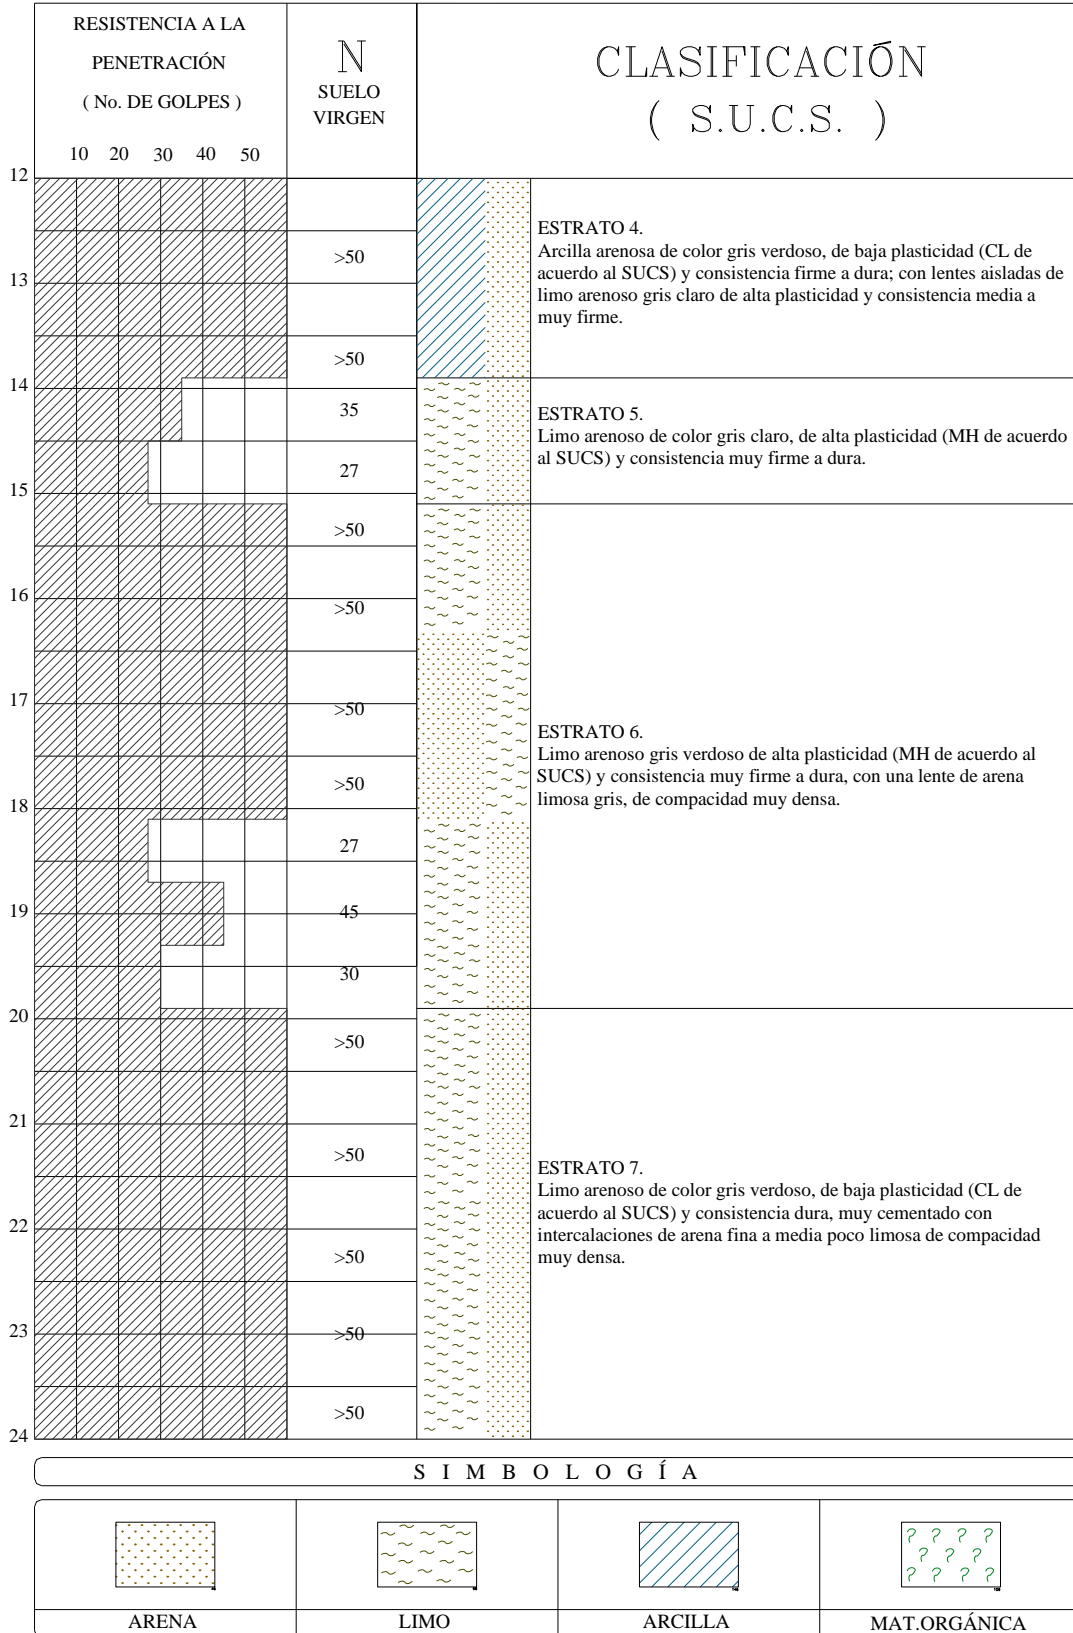 RESISTENCIA A LA
PENETRACIÓN
( No. DE GOLPES )
10 20 30 40 50
N
SUELO
VIRGEN
CLASIFICACIÓN
( S.U.C.S. )
12
>50
ESTRATO 4.
Arcilla arenosa de color gris verdoso, de baja plasticidad (CL de
acuerdo al SUCS) y consistencia firme a dura; con lentes aisladas de
limo arenoso gris claro de alta plasticidad y consistencia media a
muy firme.
13
>50
14
35
ESTRATO 5.
Limo arenoso de color gris claro, de alta plasticidad (MH de acuerdo
al SUCS) y consistencia muy firme a dura.
27
15
>50
16
>50
17
>50
ESTRATO 6.
Limo arenoso gris verdoso de alta plasticidad (MH de acuerdo al
SUCS) y consistencia muy firme a dura, con una lente de arena
limosa gris, de compacidad muy densa.
>50
18
27
19
45
30
20
>50
21
>50
ESTRATO 7.
Limo arenoso de color gris verdoso, de baja plasticidad (CL de
acuerdo al SUCS) y consistencia dura, muy cementado con
intercalaciones de arena fina a media poco limosa de compacidad
muy densa.
22
>50
23
>50
>50
24
SIMBOLOGÍA
ARENA
LIMO
ARCILLA
MAT.ORGÁNICA